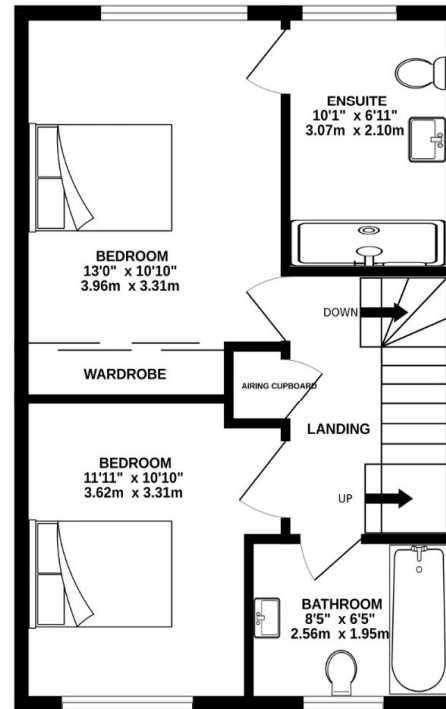 ENSUITE
10'1" x 6'11"
3.07m x 2.10m
BEDROOM
13'0" x 10'10"
3.96m x 3.31m
DOWN
WARDROBE
AIRING CUPBOARD
LANDING
BEDROOM
11'11" x 10'10"
3.62m x 3.31m
UP
BATHROOM
8'5" x 6'5"
2.56m x 1.95m